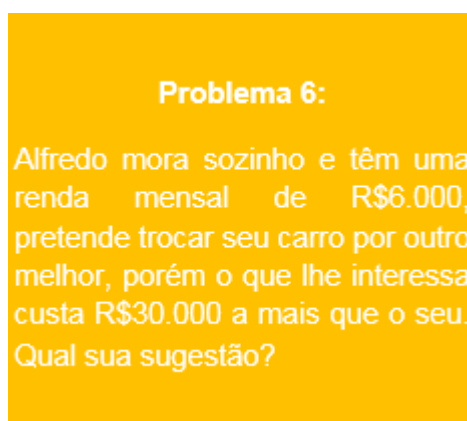 Problema 6:
Alfredo mora sozinho e têm uma
renda mensal de R$6.000,
pretende trocar seu carro por outro
melhor, porém o que lhe interessa
custa R$30.000 a mais que o seu.
Qual sua sugestão?